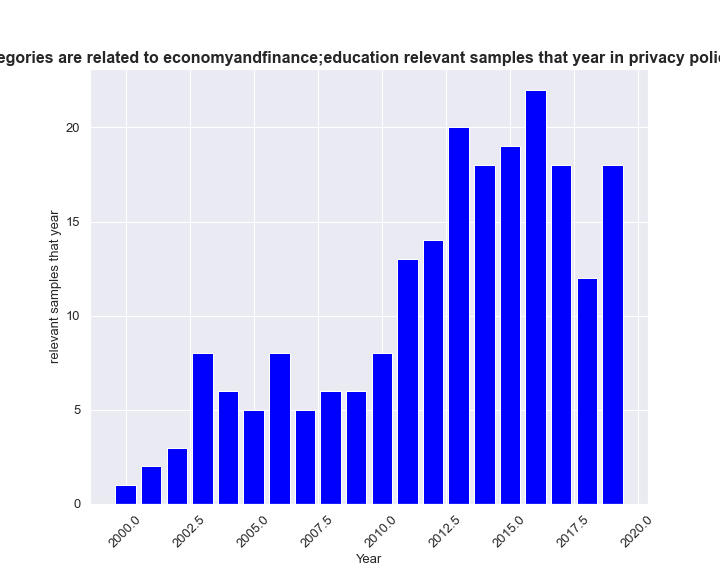 egories are related to economyandfinance;education relevant samples that year in privacy polic
20
15
10
5
0
relevant samples that year
2000.0 2002.5 2005.0 2007.5 2010.0 2012.5 2015.0 2017.5 2020.0
Year